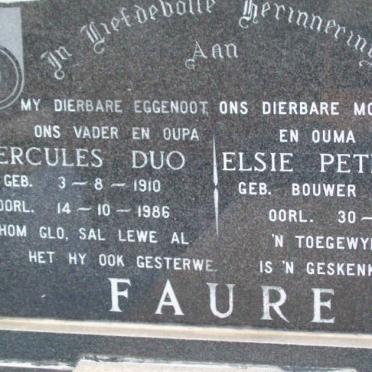 In Liefdevolle Herinnering
Aan
MY DIERBARE EGGENOOT
ONS VADER EN OUPA
ERCULES DUO
GEB. 3-8-1910
OORL. 14-10-1986
HOM GLO, SAL LEWE AL
HET HY OOK GESTERWE
ONS DIERBARE MO
EN OUMA
ELSIE PET
GEB. BOUWER
OORL. 30-
'N TOEGEWY
IS 'N GESKENK
FAURE